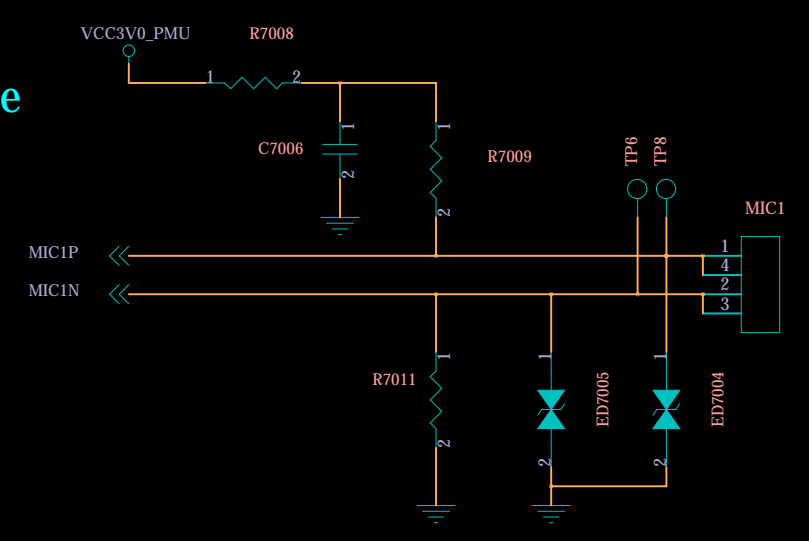 VCC3V0_PMU R7008
1 2
e
C7006 1 2
R7009 1 2
TP6 TP8
MIC1
MIC1P
1
4
MIC1N
2
3
R7011 1 2
1 2 ED7005
1 2 ED7004